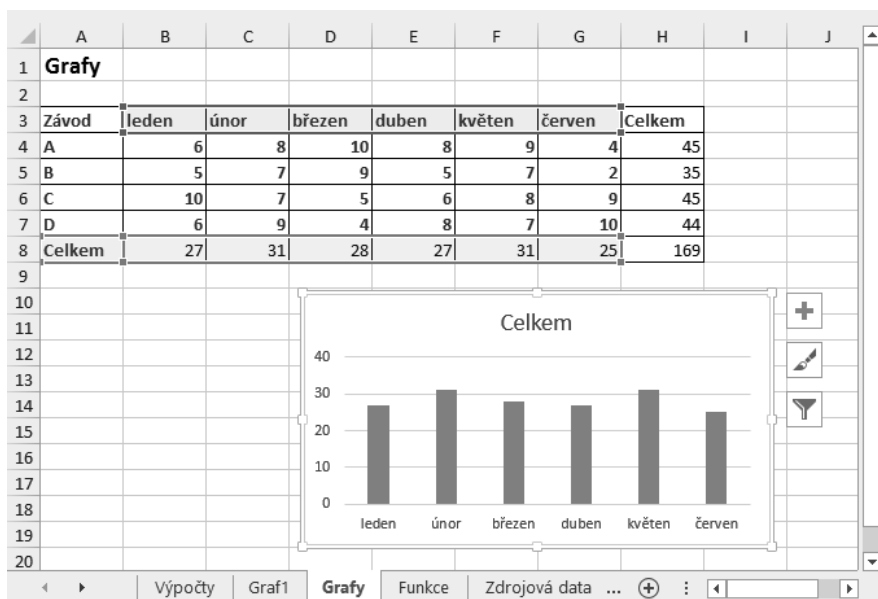 A B C D E F G H I J
1 Grafy
2
3 Závod leden únor březen duben květen červen Celkem
4 A 6 8 10 8 9 4 45
5 B 5 7 9 5 7 2 35
6 C 10 7 5 6 8 9 45
7 D 6 9 4 8 7 10 44
8 Celkem 27 31 28 27 31 25 169
9
10
11
12
13
14
15
16
17
18
19
20
Celkem
40
30
20
10
0
leden únor březen duben květen červen
Výpočty Graf1 Grafy Funkce Zdrojová data ...